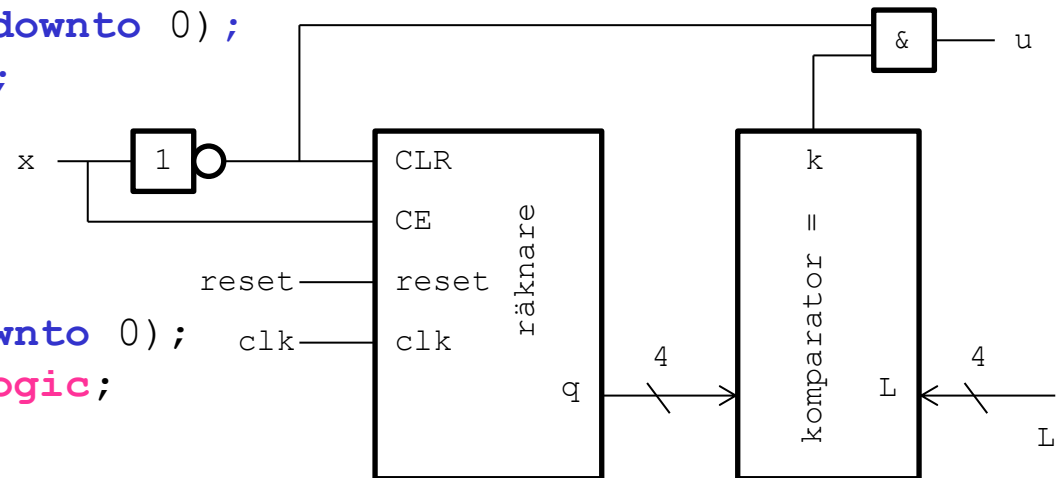 downto 0);
;
& u
x 1 CLR k
CE
reset reset
räknare
komparator =
wnto 0);
clk clk
ogic;
4 4
q L
L